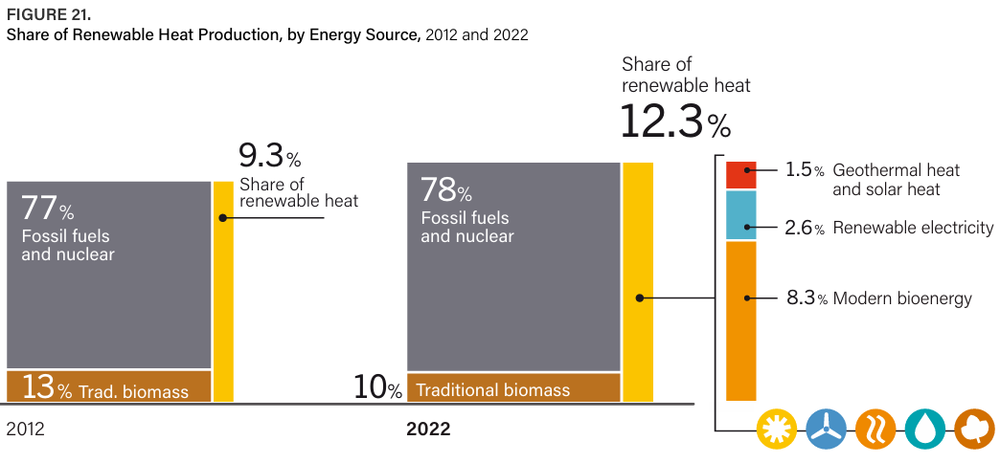 FIGURE 21.
Share of Renewable Heat Production, by Energy Source, 2012 and 2022
9.3%
Share of
renewable heat
77%
Fossil fuels
and nuclear
13% Trad. biomass
2012
Share of
renewable heat
12.3%
78%
Fossil fuels
and nuclear
10% Traditional biomass
2022
1.5% Geothermal heat
and solar heat
2.6% Renewable electricity
8.3% Modern bioenergy